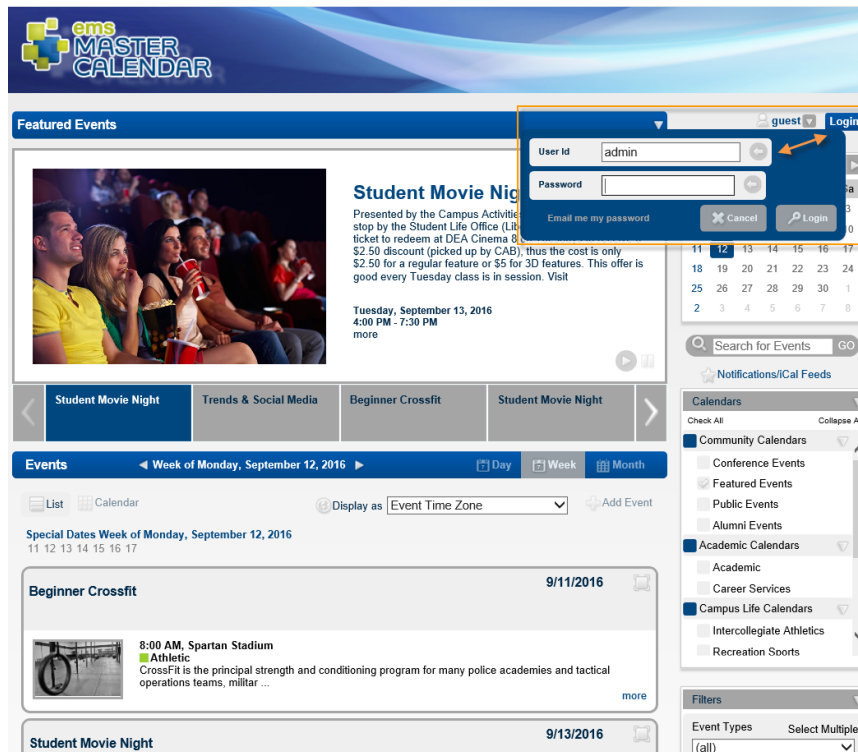 ems
MASTER
CALENDAR
Featured Events
guest
Login
User Id
admin
Password
Email me my password
Cancel
Login
Student Movie Nig
Presented by the Campus Activitie
stop by the Student Life Office (Lib
ticket to redeem at DEA Cinema 8
$2.50 discount (picked up by CAB), thus the cost is only
$2.50 for a regular feature or $5 for 3D features. This offer is
good every Tuesday class is in session. Visit
Tuesday, September 13, 2016
4:00 PM - 7:30 PM
more
Sa
3
10
11 12 13 14 15 16 17
18 19 20 21 22 23 24
25 26 27 28 29 30 1
2 3 4 5 6 7 8
Search for Events GO
Notifications/iCal Feeds
Student Movie Night
Trends & Social Media
Beginner Crossfit
Student Movie Night
Events
Week of Monday, September 12, 2016
Day
Week
Month
List
Calendar
Display as Event Time Zone
Add Event
Special Dates Week of Monday, September 12, 2016
11 12 13 14 15 16 17
Beginner Crossfit
9/11/2016
8:00 AM, Spartan Stadium
Athletic
CrossFit is the principal strength and conditioning program for many police academies and tactical
operations teams, militar ...
more
Student Movie Night
9/13/2016
Calendars
Check All Collapse A
Community Calendars
Conference Events
Featured Events
Public Events
Alumni Events
Academic Calendars
Academic
Career Services
Campus Life Calendars
Intercollegiate Athletics
Recreation Sports
Filters
Event Types Select Multiple
(all)